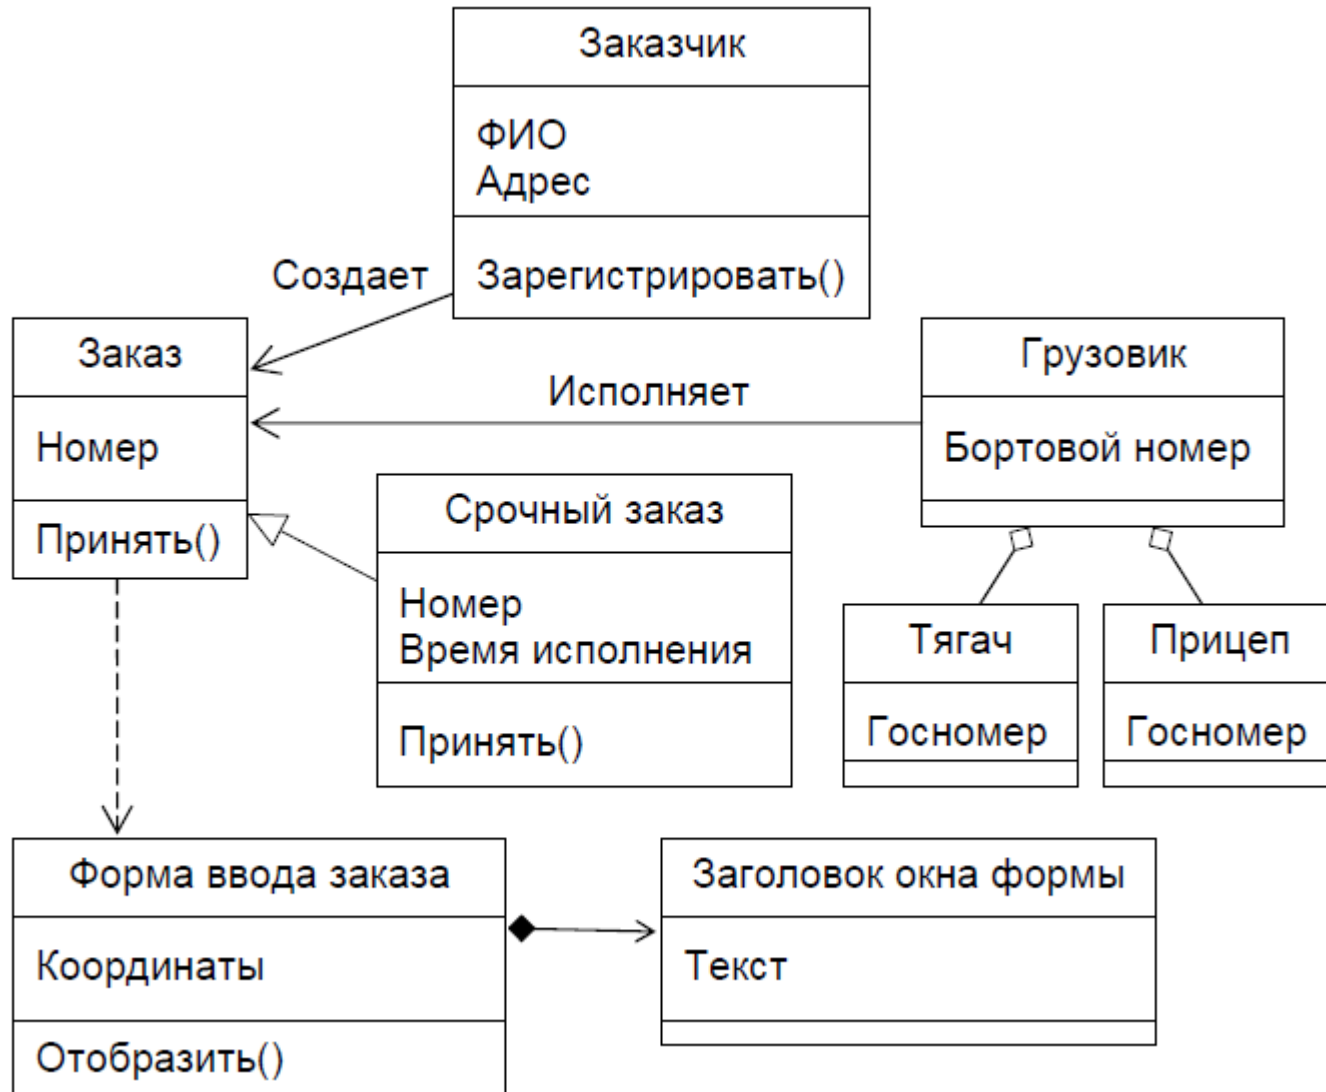 Заказчик
ФИО
Адрес
Зарегистрировать()
Создает
Заказ
Номер
Принять()
Исполняет
Грузовик
Бортовой номер
Срочный заказ
Номер
Время исполнения
Принять()
Тягач
Госномер
Прицеп
Госномер
Форма ввода заказа
Координаты
Отобразить()
Заголовок окна формы
Текст